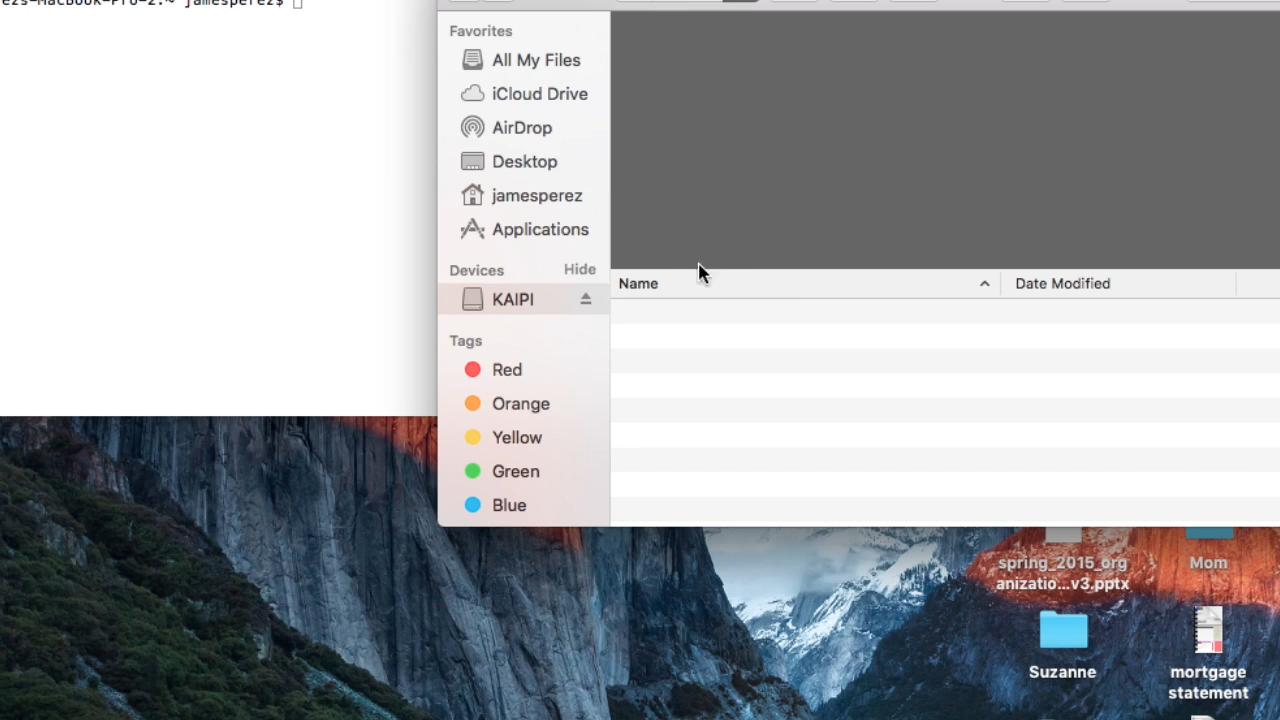 jamesperez$
Favorites
All My Files
iCloud Drive
AirDrop
Desktop
jamesperez
Applications
Devices Hide
KAIPI
Tags
Red
Orange
Yellow
Green
Blue
Name Date Modified
spring_2015_org
anizatio...v3.pptx
Mom
Suzanne
mortgage
statement